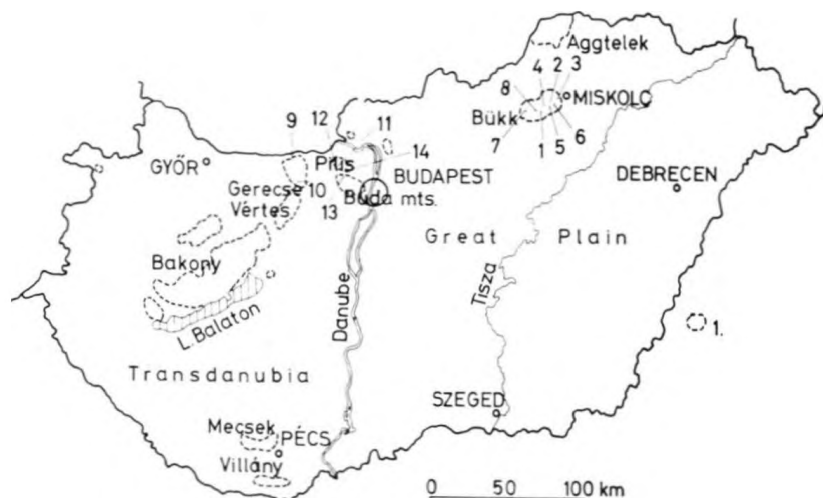 Aggtelek
4 2 3
8
MISKOLC
Bükk
7 1 5 6
9 12 11
GYŐR
Pilis 14
BUDAPEST
DEBRECEN
Gerecse 10
Buda mts.
Vértes 13
Great Plain
Bakony
Tisza
Danube
L. Balaton
1.
Transdanubia
SZEGED
Mecsek
PÉCS
Villány
0 50 100 km